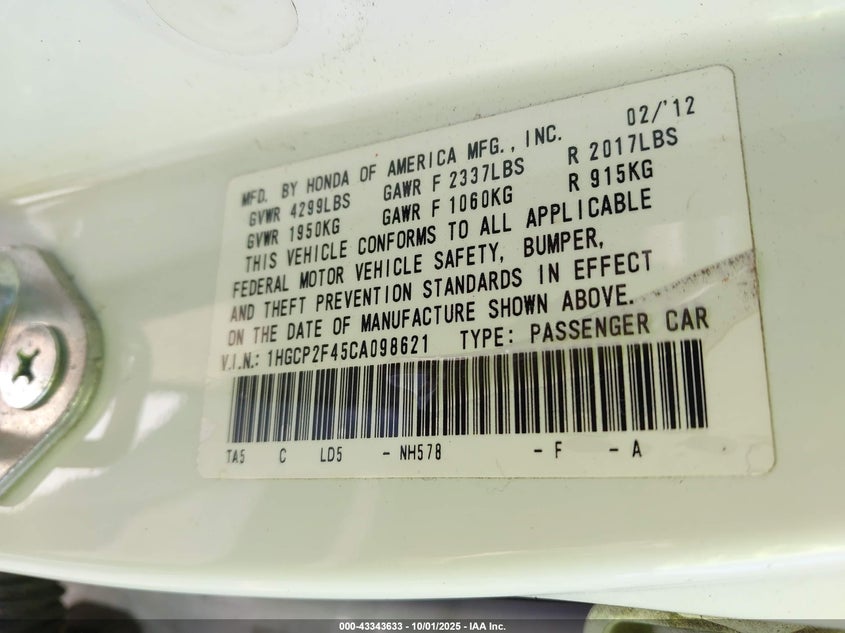 02/'12
MFD. BY HONDA OF AMERICA MFG., INC.
GVWR 4299LBS GAWR F 2337LBS R 2017LBS
GVWR 1950KG GAWR F 1060KG R 915KG
THIS VEHICLE CONFORMS TO ALL APPLICABLE
FEDERAL MOTOR VEHICLE SAFETY, BUMPER,
AND THEFT PREVENTION STANDARDS IN EFFECT
ON THE DATE OF MANUFACTURE SHOWN ABOVE.
V.I.N.: 1HGCP2F45CA098621 TYPE: PASSENGER CAR
TA5 C LD5 - NH578 - F - A
000-43343633 - 10/01/2025 - IAA Inc.